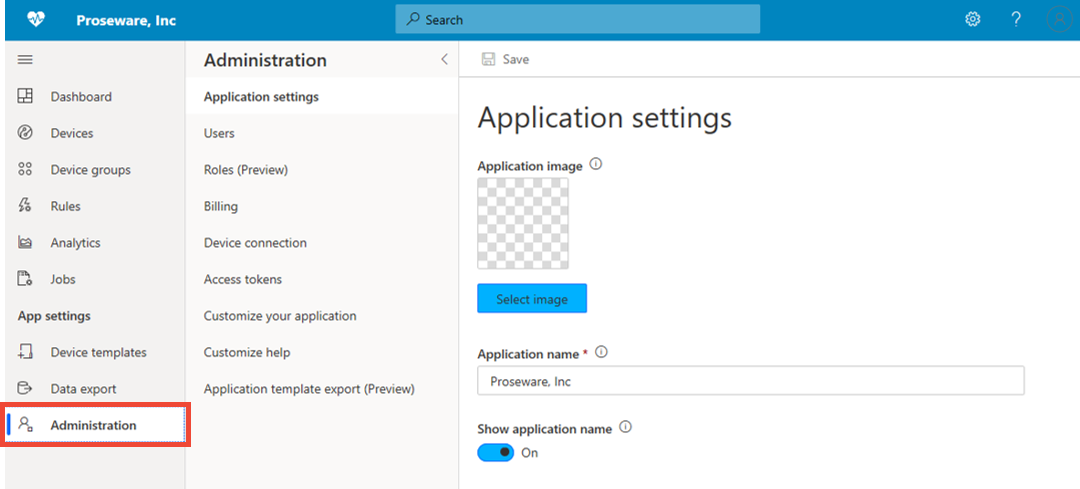 Proseware, Inc
Search
?
Dashboard
Devices
Device groups
Rules
Analytics
Jobs
App settings
Device templates
Data export
Administration
Administration
Application settings
Users
Roles (Preview)
Billing
Device connection
Access tokens
Customize your application
Customize help
Application template export (Preview)
Save
Application settings
Application image
Select image
Application name *
Proseware, Inc
Show application name
On